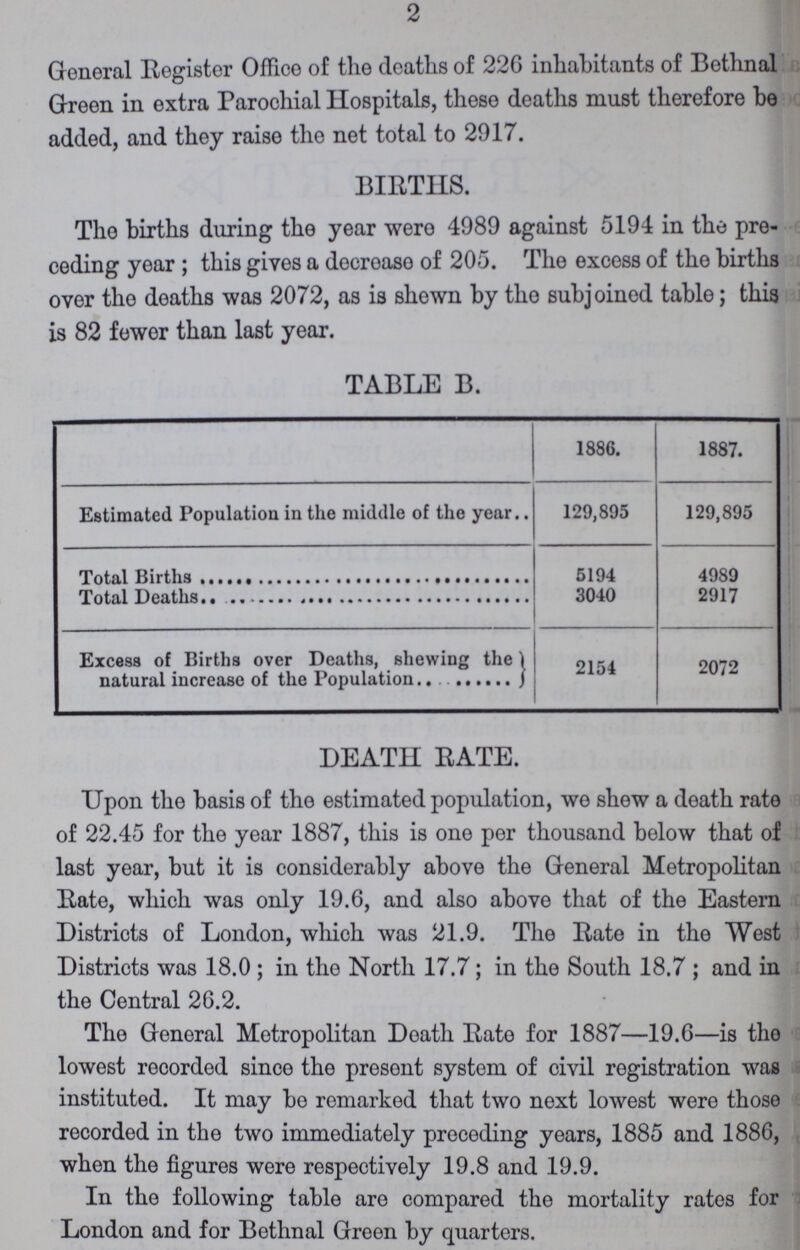 2
General Register Office of the deaths of 226 inhabitants of Bethnal
Green in extra Parochial Hospitals, these deaths must therefore be
added, and they raise the net total to 2917.
BIRTHS.
The births during the year were 4989 against 5194 in the pre-
ceding year; this gives a decrease of 205. The excess of the births
over the deaths was 2072, as is shewn by the subjoined table; this
is 82 fewer than last year.
TABLE B.
1886. 1887.
Estimated Population in the middle of the year.. 129,895 129,895
Total Births ........ 5194 4989
Total Deaths........ 3040 2917
Excess of Births over Deaths, shewing the }
natural increase of the Population........ } 2154 2072
DEATH RATE.
Upon the basis of the estimated population, we shew a death rate
of 22.45 for the year 1887, this is one per thousand below that of
last year, but it is considerably above the General Metropolitan
Rate, which was only 19.6, and also above that of the Eastern
Districts of London, which was 21.9. The Rate in the West
Districts was 18.0; in the North 17.7; in the South 18.7; and in
the Central 26.2.
The General Metropolitan Death Rate for 1887—19.6—is the
lowest recorded since the present system of civil registration was
instituted. It may be remarked that two next lowest were those
recorded in the two immediately preceding years, 1885 and 1886,
when the figures were respectively 19.8 and 19.9.
In the following table are compared the mortality rates for
London and for Bethnal Green by quarters.